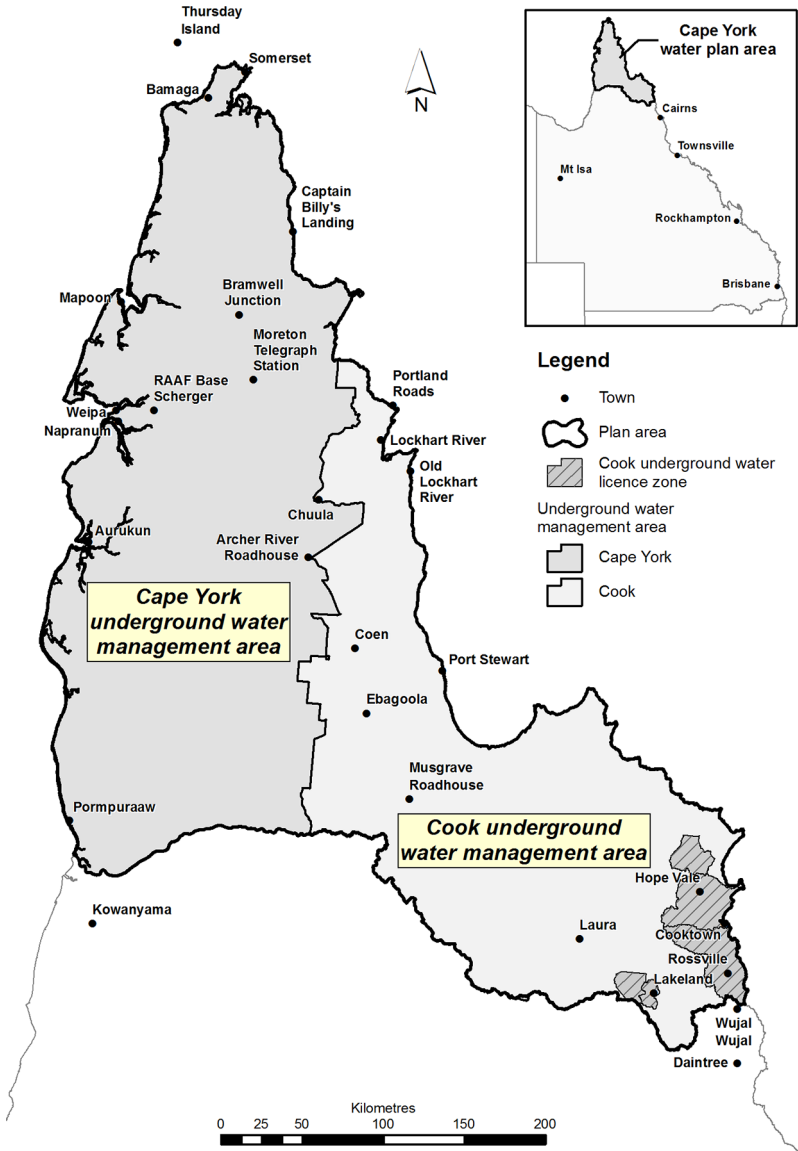 Thursday
Island
Somerset
Bamaga
N
Cape York
water plan area
Cairns
Townsville
Mt Isa
Rockhampton
Brisbane
Captain
Billy's
Landing
Mapoon
Bramwell
Junction
Moreton
Telegraph
Station
RAAF Base
Scherger
Weipa
Napranum
Portland
Roads
Lockhart River
Old
Lockhart
River
Chuula
Aurukun
Archer River
Roadhouse
Legend
Town
Plan area
Cook underground water
licence zone
Underground water
management area
Cape York
Cook
Cape York
underground water
management area
Coen
Port Stewart
Ebagoola
Musgrave
Roadhouse
Pormpuraaw
Cook underground
water management area
Hope Vale
Kowanyama
Laura
Cooktown
Rossville
Lakeland
Wujal
Wujal
Daintree
Kilometres
0 25 50 100 150 200